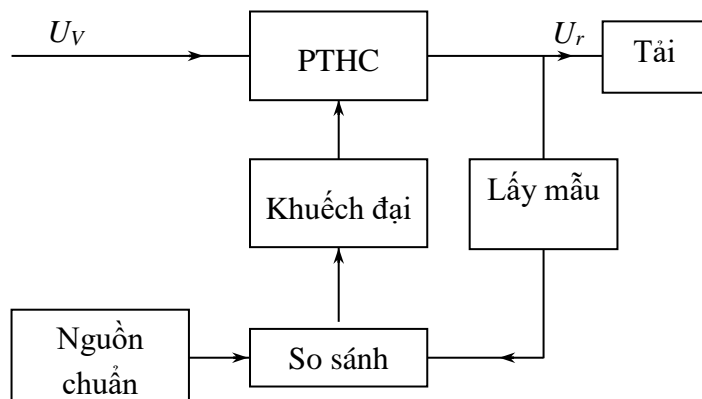 U_V
PTHC
U_r
Tải
Khuếch đại
Lấy mẫu
Nguồn
chuẩn
So sánh